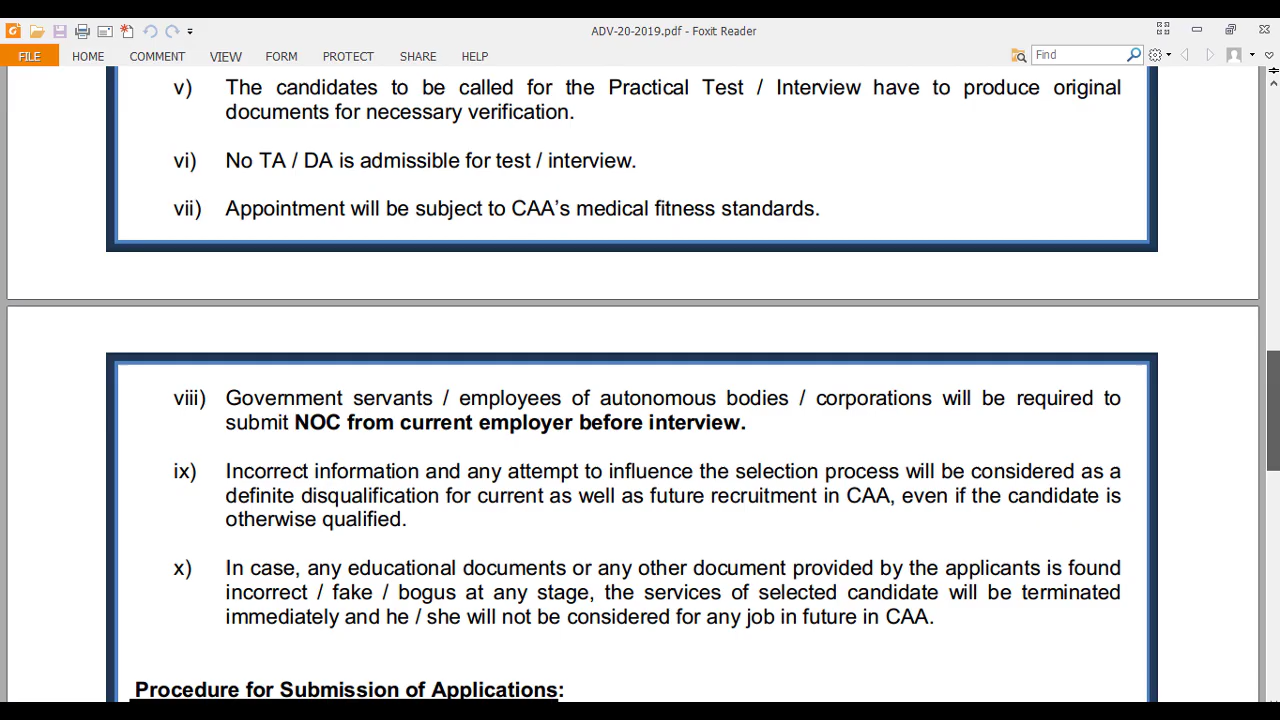 ADV-20-2019.pdf - Foxit Reader
FILE HOME COMMENT VIEW FORM PROTECT SHARE HELP Find
v) The candidates to be called for the Practical Test / Interview have to produce original
documents for necessary verification.
vi) No TA / DA is admissible for test / interview.
vii) Appointment will be subject to CAA’s medical fitness standards.
viii) Government servants / employees of autonomous bodies / corporations will be required to
submit NOC from current employer before interview.
ix) Incorrect information and any attempt to influence the selection process will be considered as a
definite disqualification for current as well as future recruitment in CAA, even if the candidate is
otherwise qualified.
x) In case, any educational documents or any other document provided by the applicants is found
incorrect / fake / bogus at any stage, the services of selected candidate will be terminated
immediately and he / she will not be considered for any job in future in CAA.
Procedure for Submission of Applications: